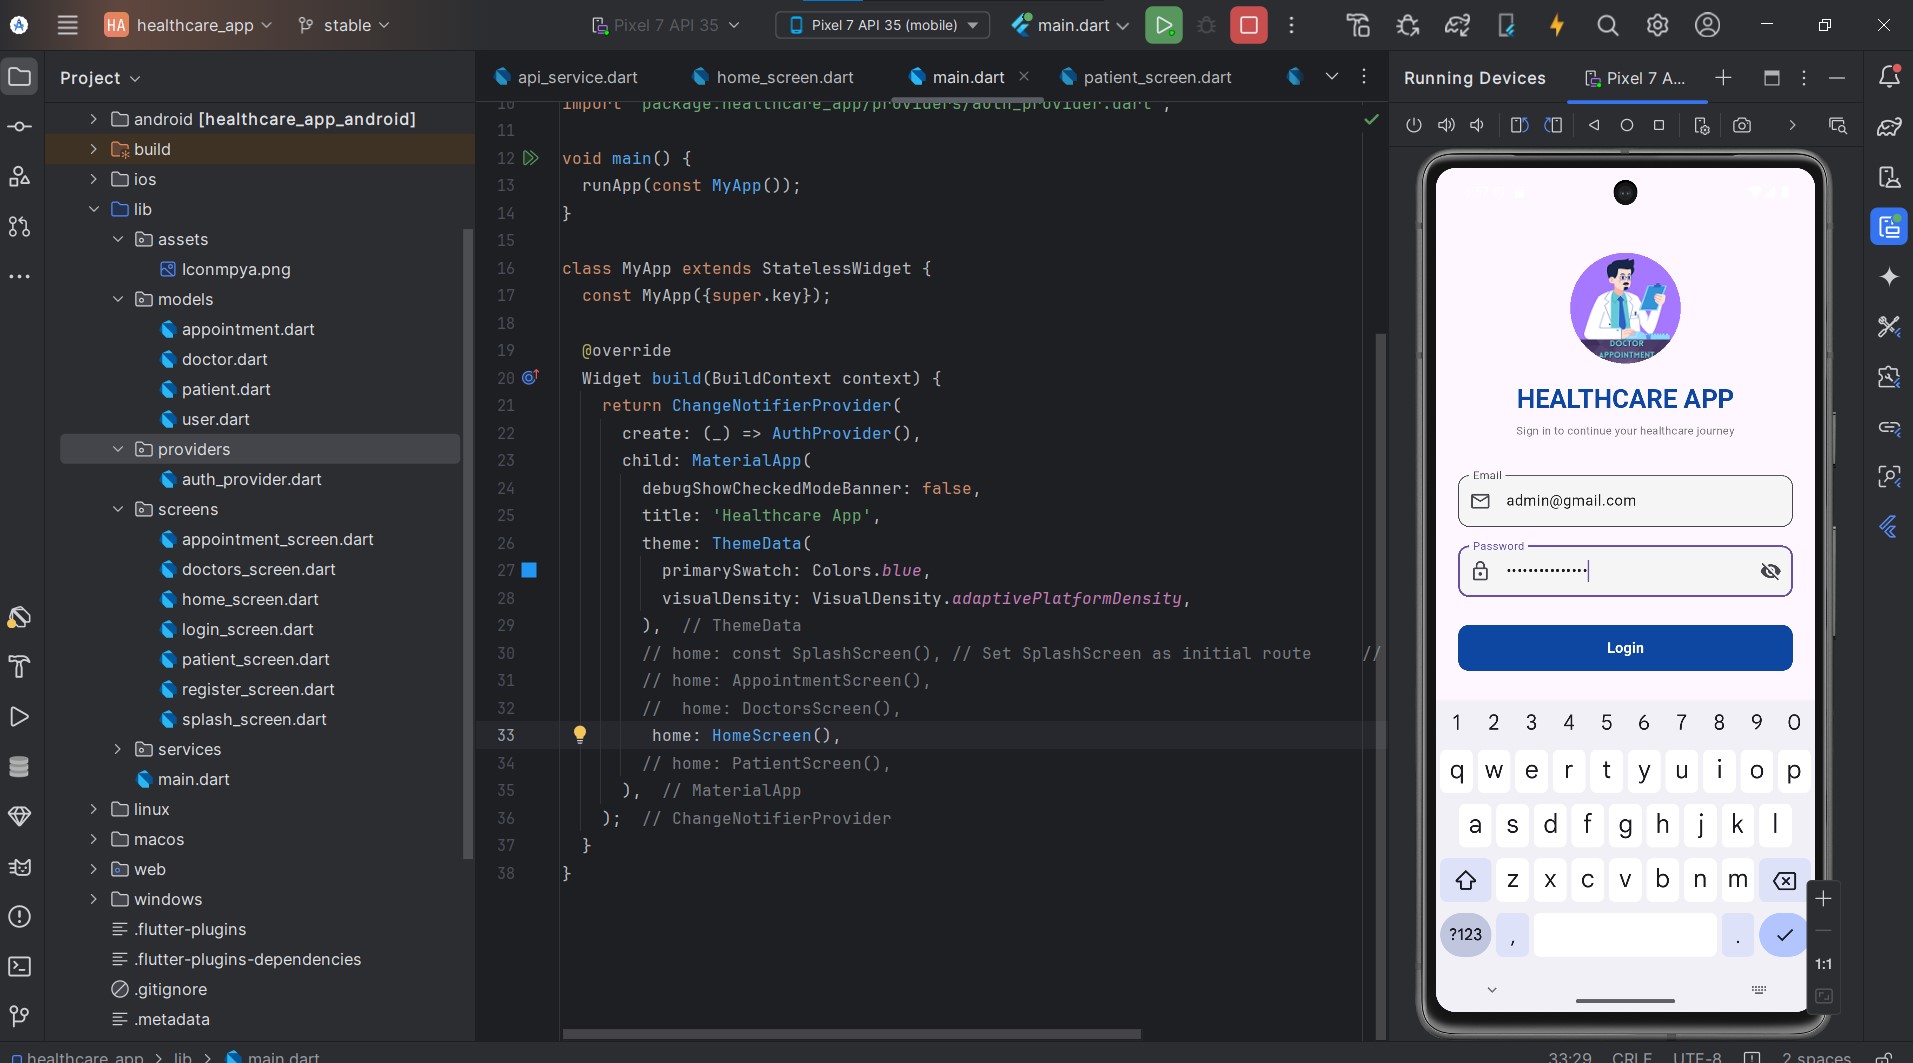 HA healthcare_app
stable
Pixel 7 API 35
Pixel 7 API 35 (mobile)
main.dart
Project
android [healthcare_app_android]
build
ios
lib
assets
Iconmpya.png
models
appointment.dart
doctor.dart
patient.dart
user.dart
providers
auth_provider.dart
screens
appointment_screen.dart
doctors_screen.dart
home_screen.dart
login_screen.dart
patient_screen.dart
register_screen.dart
splash_screen.dart
services
main.dart
linux
macos
web
windows
.flutter-plugins
.flutter-plugins-dependencies
.gitignore
.metadata
api_service.dart
home_screen.dart
main.dart
patient_screen.dart
10 import 'package:healthcare_app/providers/auth_provider.dart';
11
12 void main() {
13 runApp(const MyApp());
14 }
15
16 class MyApp extends StatelessWidget {
17 const MyApp({super.key});
18
19 @override
20 Widget build(BuildContext context) {
21 return ChangeNotifierProvider(
22 create: (_) => AuthProvider(),
23 child: MaterialApp(
24 debugShowCheckedModeBanner: false,
25 title: 'Healthcare App',
26 theme: ThemeData(
27 primarySwatch: Colors.blue,
28 visualDensity: VisualDensity.adaptivePlatformDensity,
29 ), // ThemeData
30 // home: const SplashScreen(), // Set SplashScreen as initial route //
31 // home: AppointmentScreen(),
32 // home: DoctorsScreen(),
33 home: HomeScreen(),
34 // home: PatientScreen(),
35 ), // MaterialApp
36 ); // ChangeNotifierProvider
37 }
38 }
Running Devices
Pixel 7 A...
DOCTOR
APPOINTMENT
HEALTHCARE APP
Sign in to continue your healthcare journey
Email
admin@gmail.com
Password
•••••••••••••••
Login
1 2 3 4 5 6 7 8 9 0
q w e r t y u i o p
a s d f g h j k l
z x c v b n m
?123 , .
1:1
healthcare_app > lib > main.dart
33:29 CRLF UTF-8 2 spaces